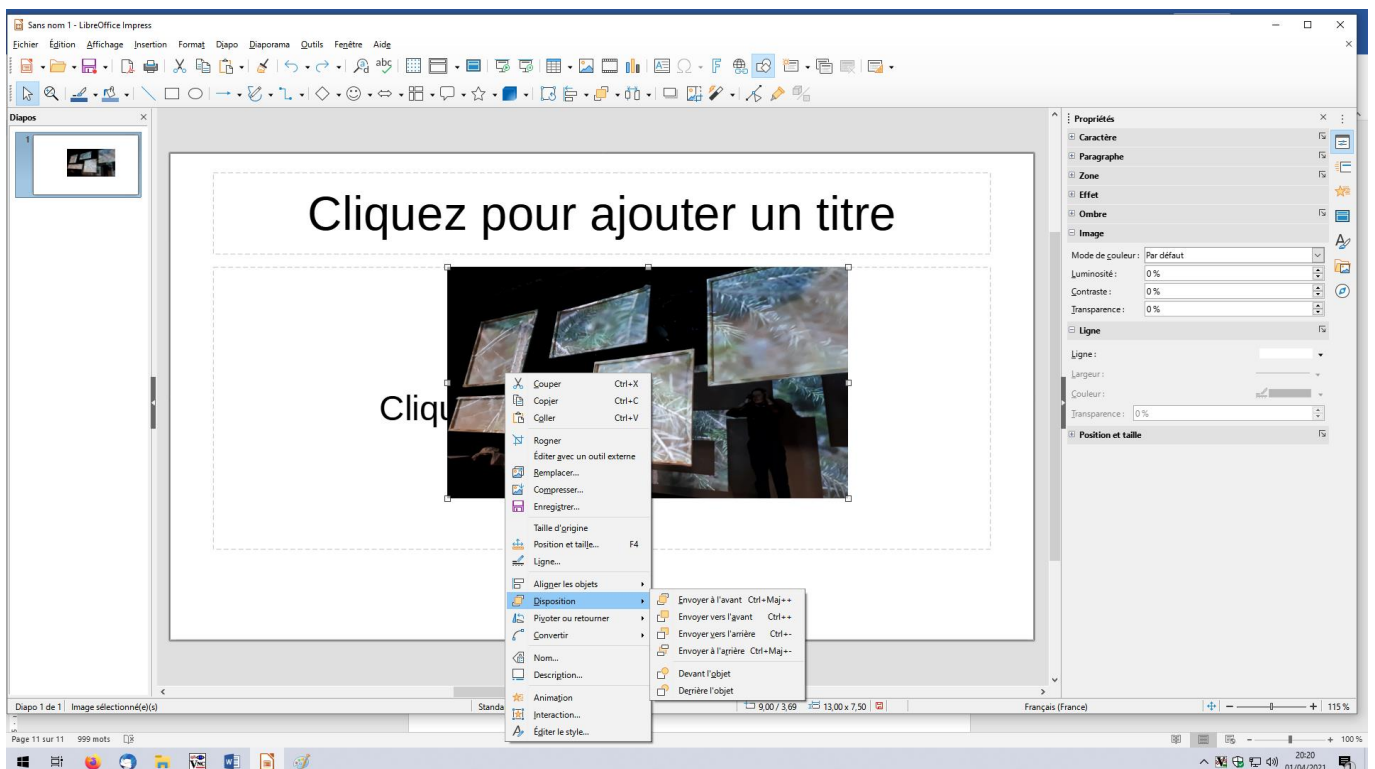 Sans nom 1 - LibreOffice Impress
Fichier Édition Affichage Insertion Format Diapo Diaporama Outils Fenêtre Aide
Diapos
1
Cliquez pour ajouter un titre
Cliqu
Couper Ctrl+X
Copier Ctrl+C
Coller Ctrl+V
Rogner
Éditer avec un outil externe
Remplacer...
Compresser...
Enregistrer...
Taille d'origine
Position et taille... F4
Ligne...
Aligner les objets
Disposition
Pivoter ou retourner
Convertir
Nom...
Description...
Animation
Interaction...
Éditer le style...
Envoyer à l'avant Ctrl+Maj++
Envoyer vers l'avant Ctrl++
Envoyer vers l'arrière Ctrl+-
Envoyer à l'arrière Ctrl+Maj+-
Devant l'objet
Derrière l'objet
Propriétés
Caractère
Paragraphe
Zone
Effet
Ombre
Image
Mode de couleur : Par défaut
Luminosité : 0 %
Contraste : 0 %
Transparence : 0 %
Ligne
Ligne :
Largeur :
Couleur :
Transparence : 0 %
Position et taille
Diapo 1 de 1 Image sélectionné(e)(s) Standa 9,00 / 3,69 13,00 x 7,50 Français (France) 115 %
Page 11 sur 11 999 mots 100 %
20:20
01/04/2021